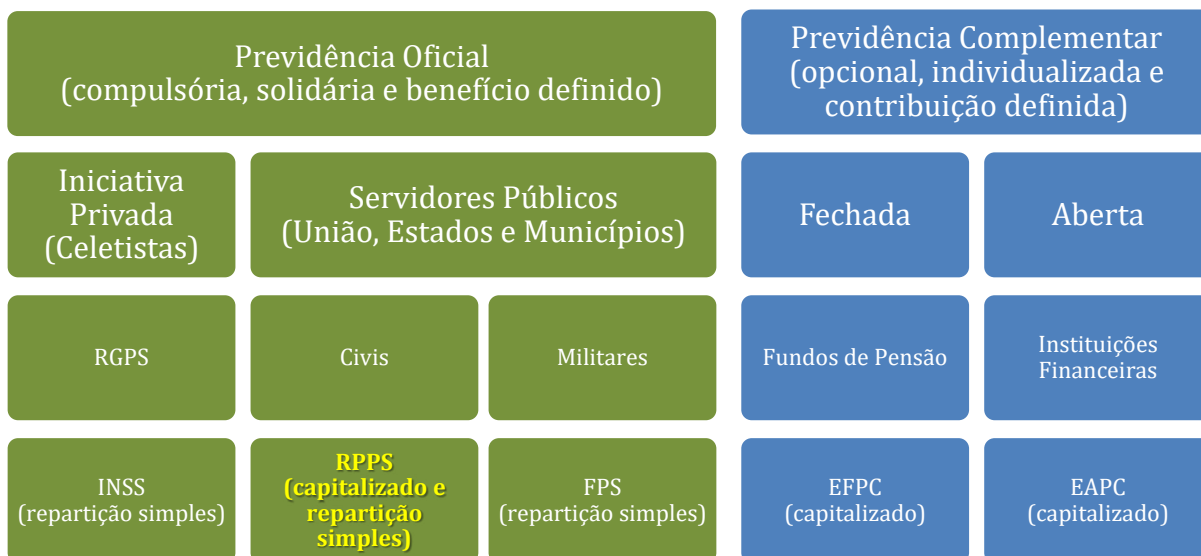 Previdência Oficial
(compulsória, solidária e benefício definido)
Previdência Complementar
(opcional, individualizada e
contribuição definida)
Iniciativa
Privada
(Celetistas)
Servidores Públicos
(União, Estados e Municípios)
Fechada
Aberta
RGPS
Civis
Militares
Fundos de Pensão
Instituições
Financeiras
INSS
(repartição simples)
RPPS
(capitalizado e
repartição
simples)
FPS
(repartição simples)
EFPC
(capitalizado)
EAPC
(capitalizado)